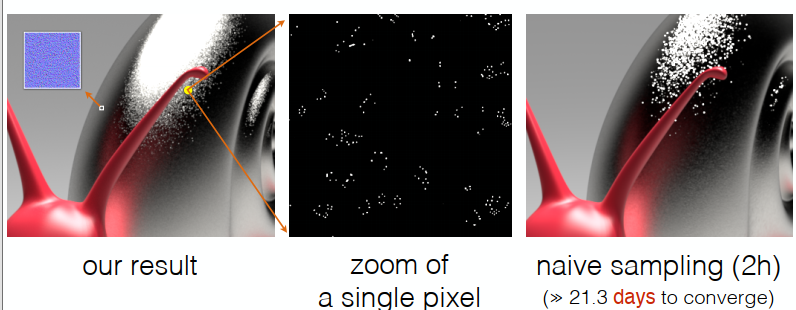 our result
zoom of
a single pixel
naive sampling (2h)
(≫ 21.3 days to converge)